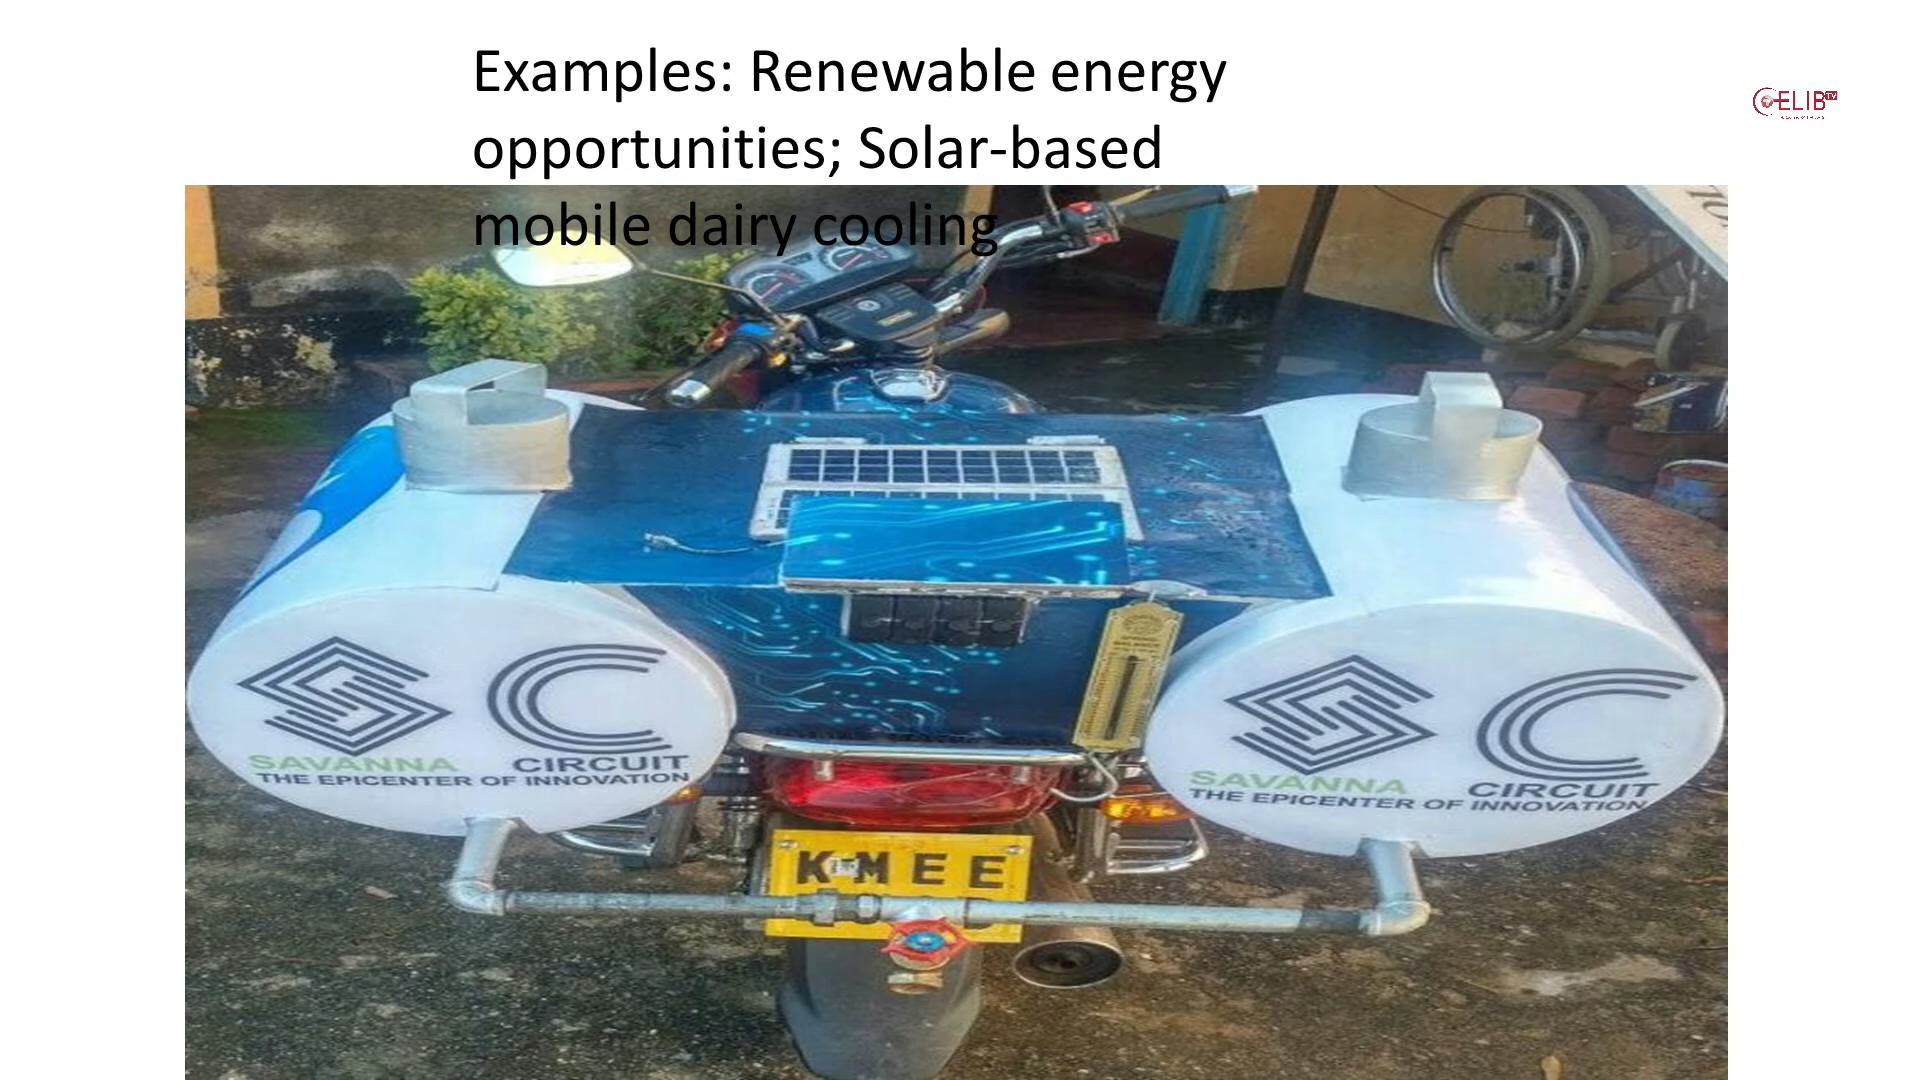 Examples: Renewable energy
opportunities; Solar-based
mobile dairy cooling
ELIB TV
SAVANNA CIRCUIT
THE EPICENTER OF INNOVATION
SAVANNA CIRCUIT
THE EPICENTER OF INNOVATION
KMEE